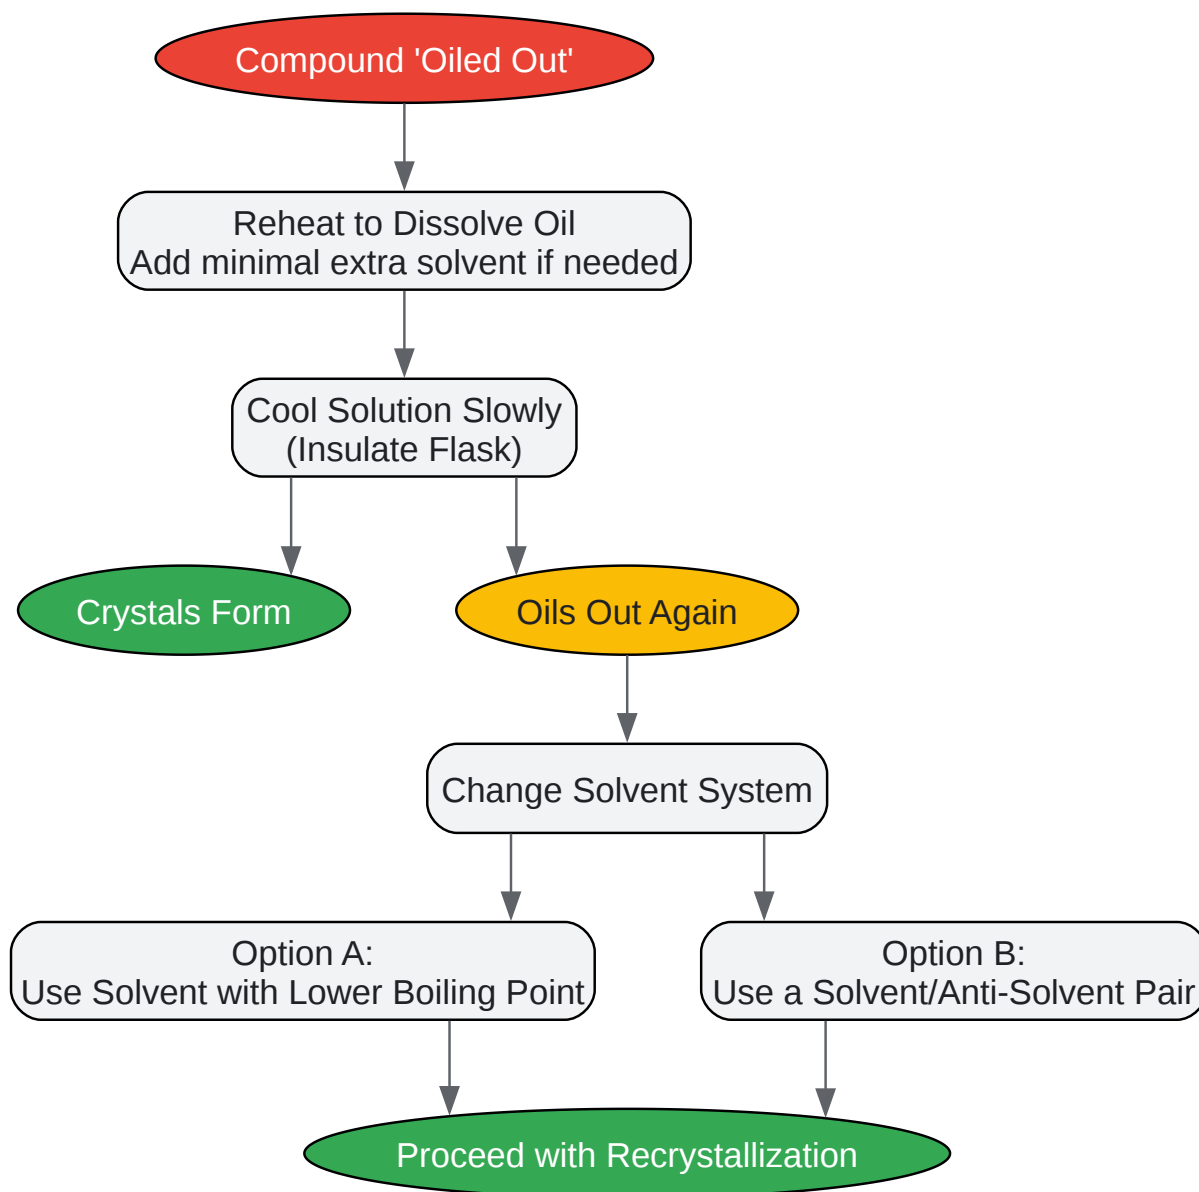 Compound 'Oiled Out'
Reheat to Dissolve Oil
Add minimal extra solvent if needed
Cool Solution Slowly
(Insulate Flask)
Crystals Form
Oils Out Again
Change Solvent System
Option A:
Use Solvent with Lower Boiling Point
Option B:
Use a Solvent/Anti-Solvent Pair
Proceed with Recrystallization